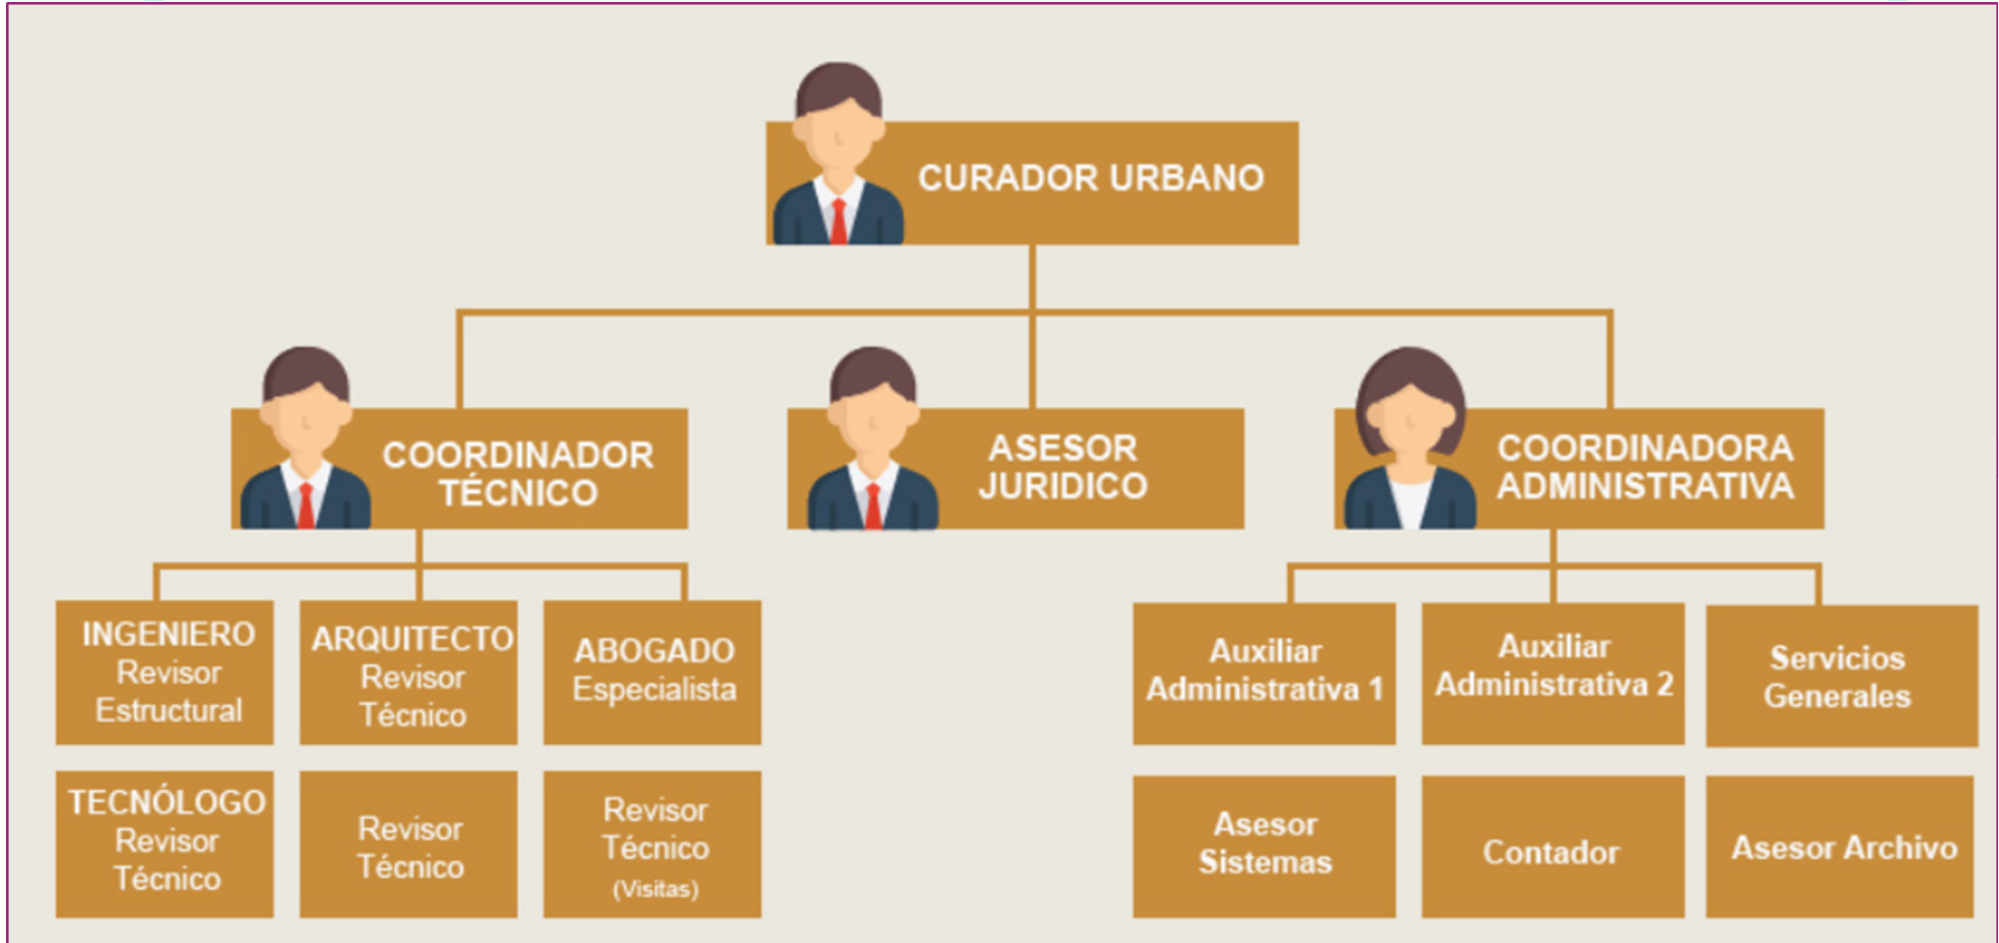 CURADOR URBANO
COORDINADOR
TÉCNICO
ASESOR
JURIDICO
COORDINADORA
ADMINISTRATIVA
INGENIERO
Revisor
Estructural
ARQUITECTO
Revisor
Técnico
ABOGADO
Especialista
Auxiliar
Administrativa 1
Auxiliar
Administrativa 2
Servicios
Generales
TECNÓLOGO
Revisor
Técnico
Revisor
Técnico
Revisor
Técnico
(Visitas)
Asesor
Sistemas
Contador
Asesor Archivo